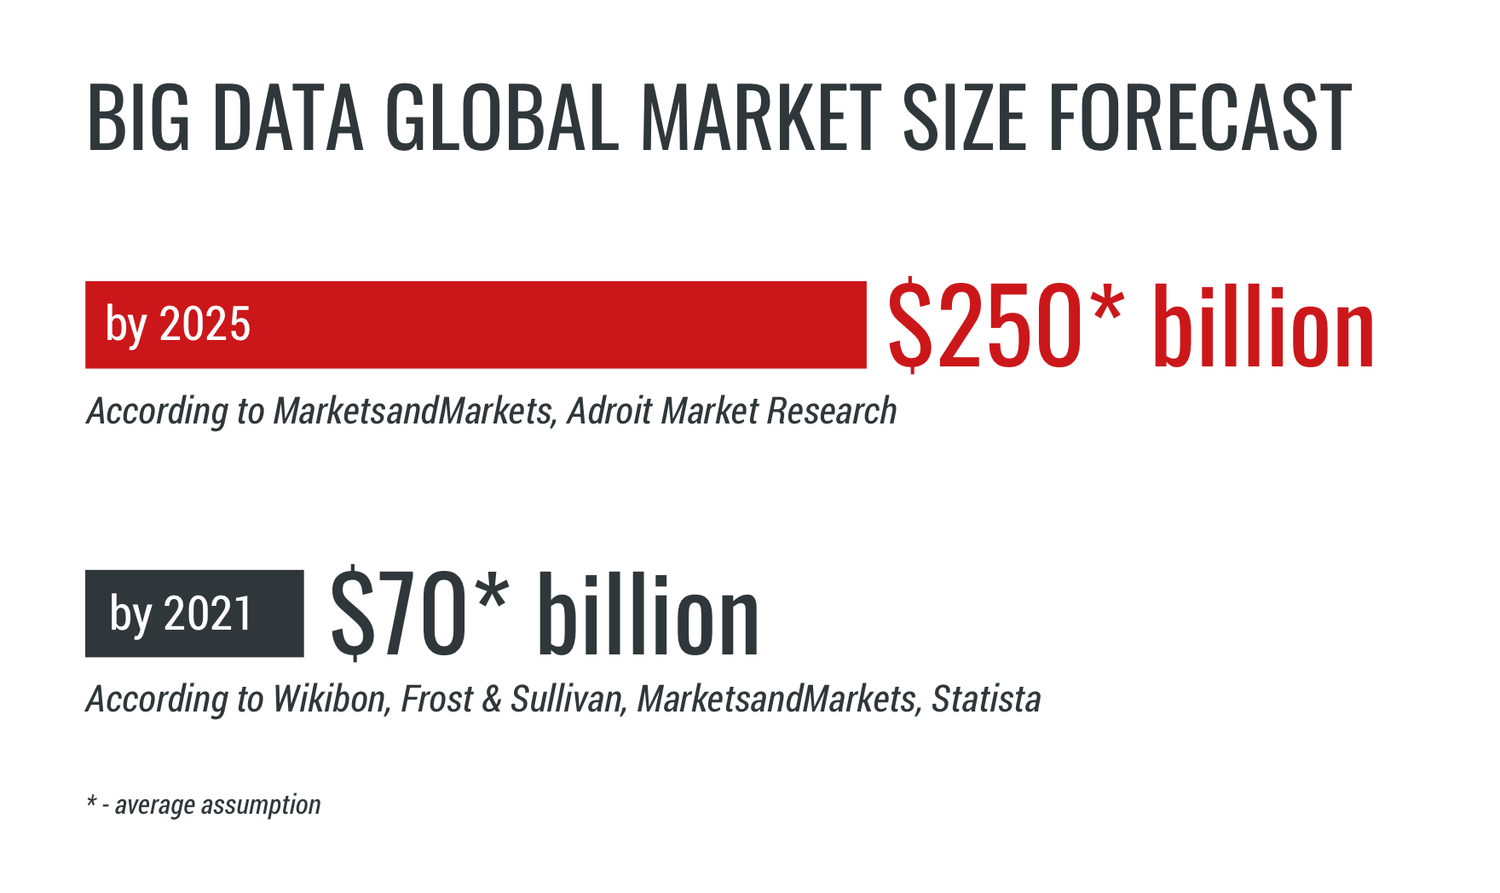 BIG DATA GLOBAL MARKET SIZE FORECAST
by 2025 $250* billion
According to MarketsandMarkets, Adroit Market Research
by 2021 $70* billion
According to Wikibon, Frost & Sullivan, MarketsandMarkets, Statista
* - average assumption